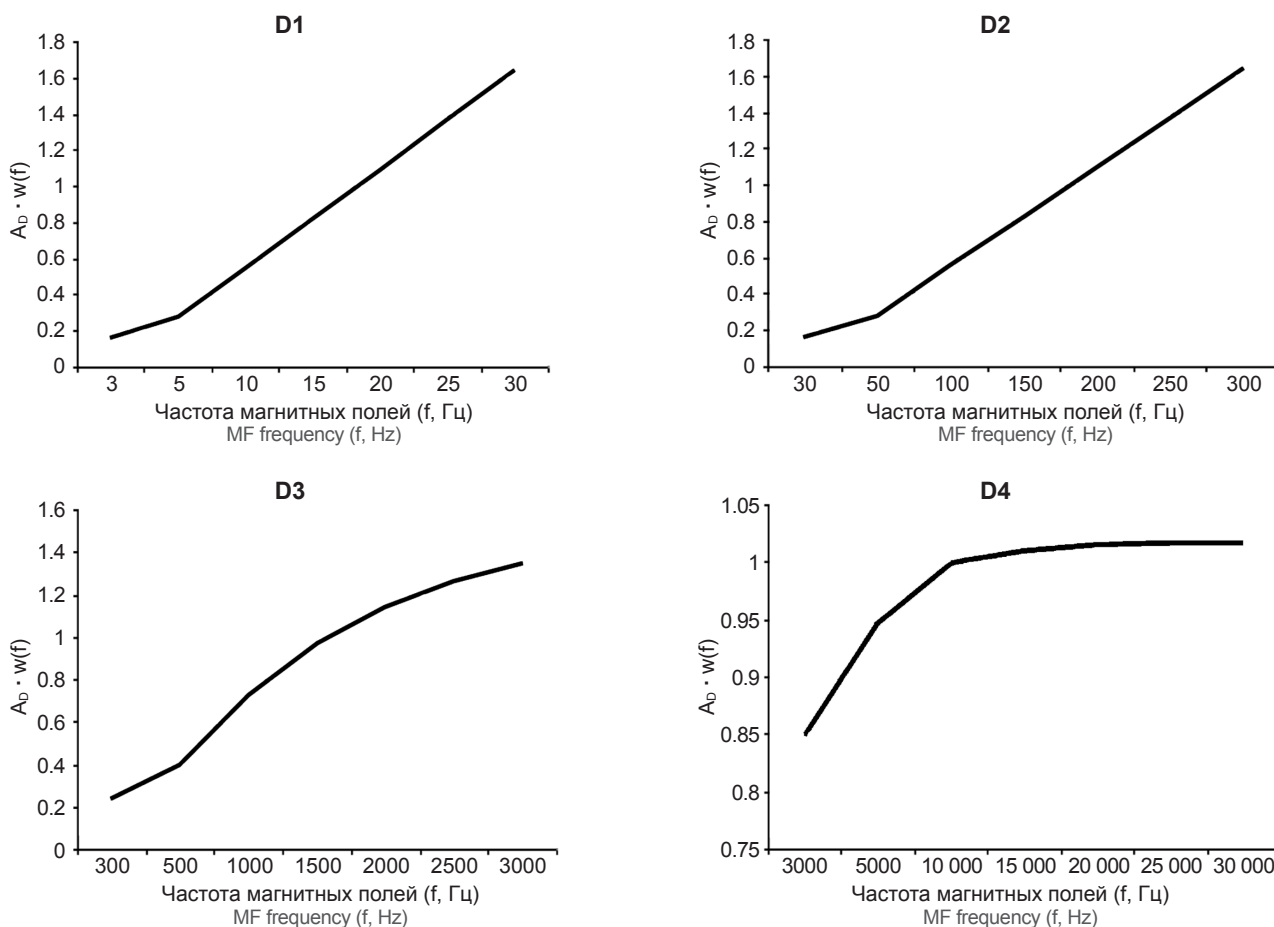 D1
1.8
1.6
1.4
1.2
1
0.8
0.6
0.4
0.2
0
A_D · w(f)
3 5 10 15 20 25 30
Частота магнитных полей (f, Гц)
MF frequency (f, Hz)
D2
1.8
1.6
1.4
1.2
1
0.8
0.6
0.4
0.2
0
A_D · w(f)
30 50 100 150 200 250 300
Частота магнитных полей (f, Гц)
MF frequency (f, Hz)
D3
1.6
1.4
1.2
1
0.8
0.6
0.4
0.2
0
A_D · w(f)
300 500 1000 1500 2000 2500 3000
Частота магнитных полей (f, Гц)
MF frequency (f, Hz)
D4
1.05
1
0.95
0.9
0.85
0.8
0.75
A_D · w(f)
3000 5000 10 000 15 000 20 000 25 000 30 000
Частота магнитных полей (f, Гц)
MF frequency (f, Hz)